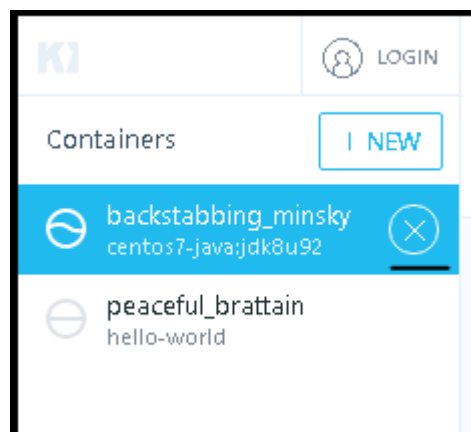 LOGIN
Containers
NEW
backstabbing_minsky
centos7-java:jdk8u92
peaceful_brattain
hello-world